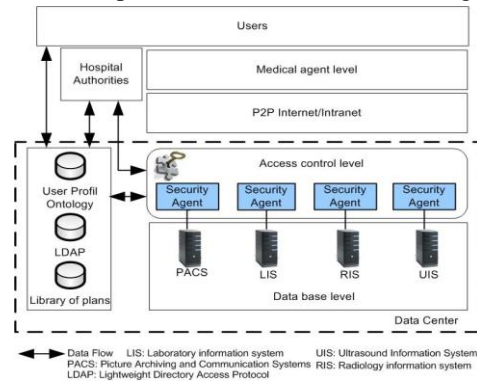 Users
Hospital
Authorities
Medical agent level
P2P Internet/Intranet
User Profil
Ontology
LDAP
Library of plans
Access control level
Security
Agent
Security
Agent
Security
Agent
Security
Agent
PACS
LIS
RIS
UIS
Data base level
Data Center
Data Flow LIS: Laboratory information system UIS: Ultrasound Information System
PACS: Picture Archiving and Communication Systems RIS: Radiology information system
LDAP: Lightweight Directory Access Protocol